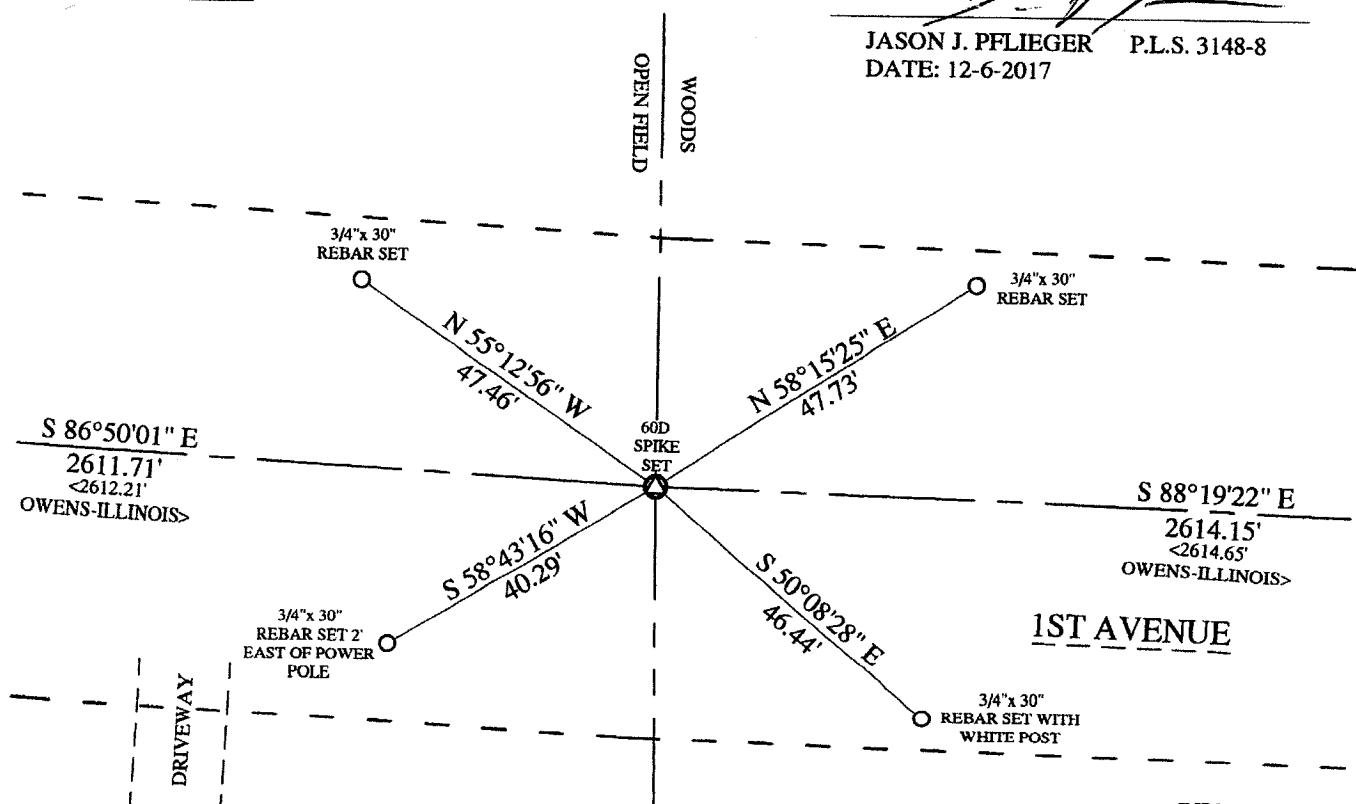 JASON J. PFLIEGER P.L.S. 3148-8
DATE: 12-6-2017
OPEN FIELD
WOODS
3/4"x 30"
REBAR SET
3/4"x 30"
REBAR SET
N 55°12'56" W
47.46'
N 58°15'25" E
47.73'
60D
SPIKE
SET
S 86°50'01" E
2611.71'
<2612.21'
OWENS-ILLINOIS>
S 88°19'22" E
2614.15'
<2614.65'
OWENS-ILLINOIS>
S 58°43'16" W
40.29'
S 50°08'28" E
46.44'
1ST AVENUE
3/4"x 30"
REBAR SET 2'
EAST OF POWER
POLE
DRIVEWAY
3/4"x 30"
REBAR SET WITH
WHITE POST